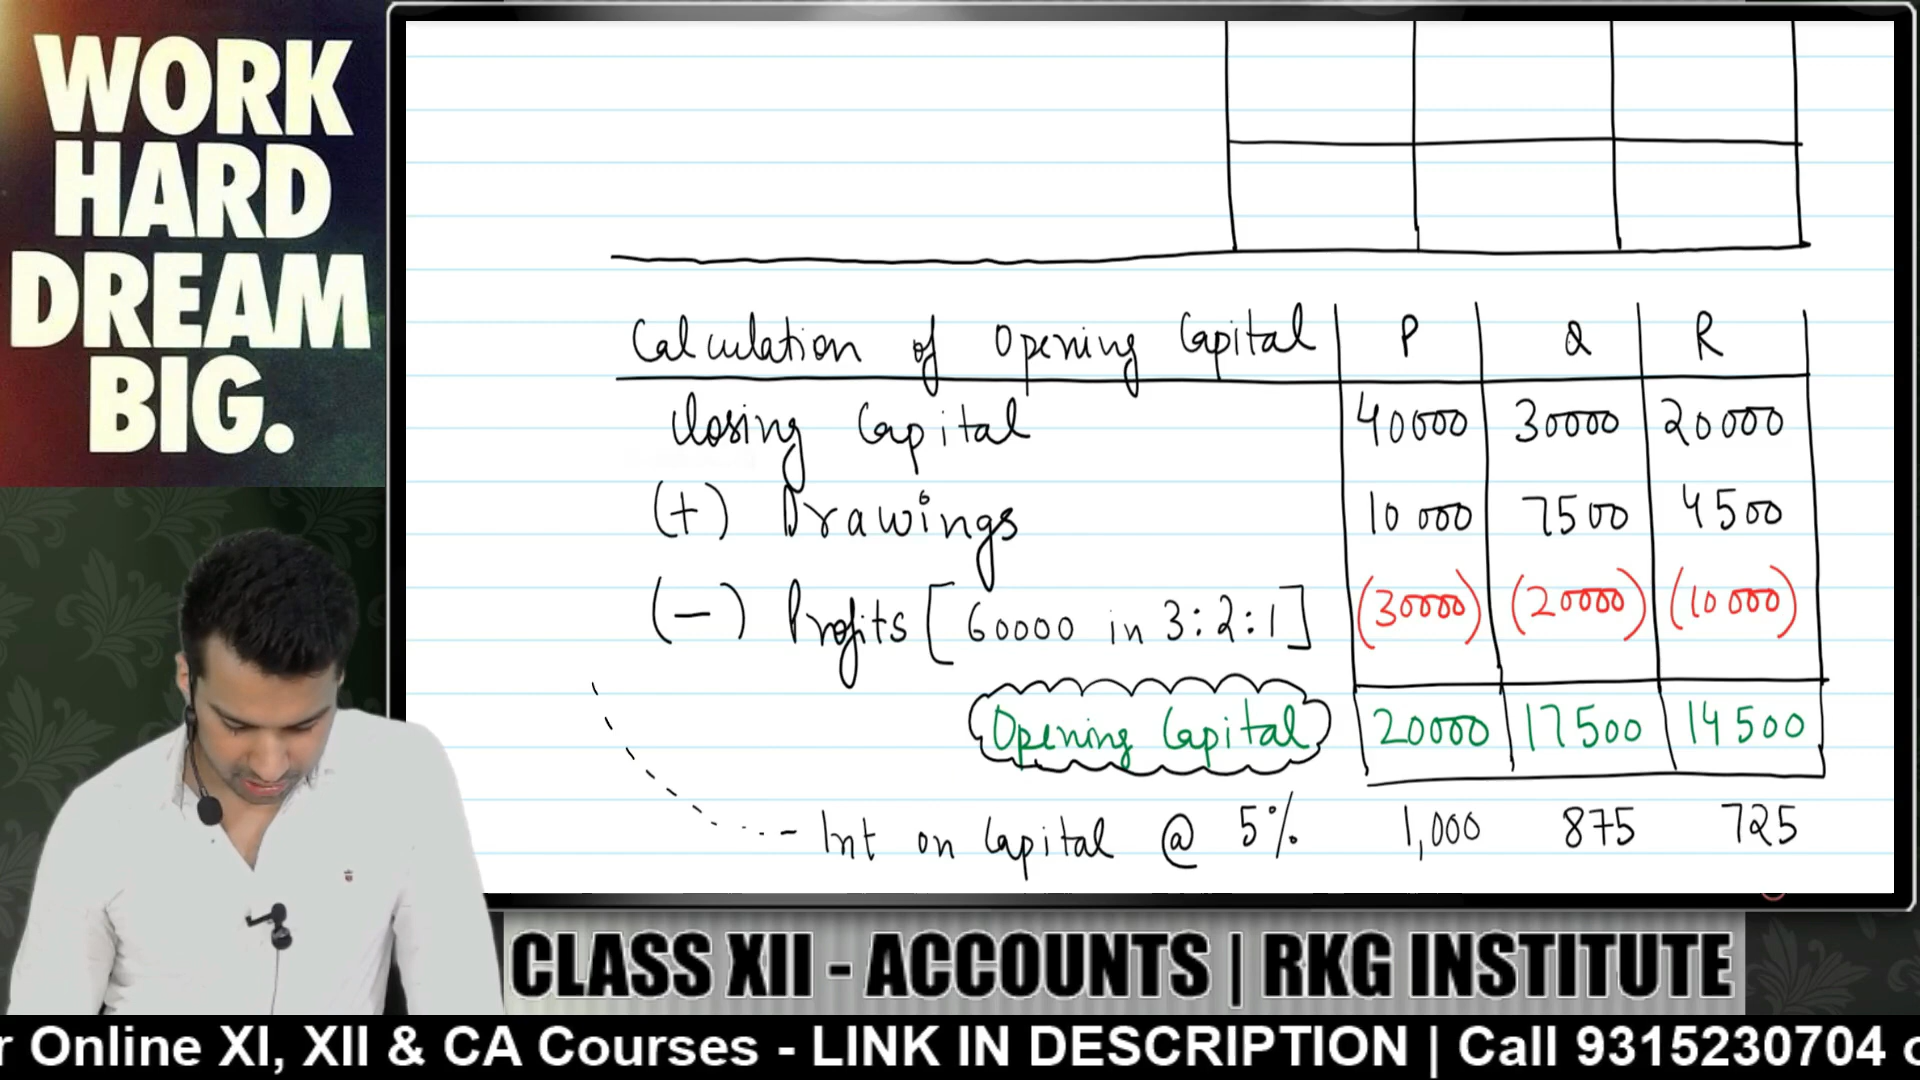 WORK
HARD
DREAM
BIG.
Calculation of Opening Capital P Q R
Closing Capital 40000 30000 20000
(+) Drawings 10000 7500 4500
(-) Profits [60000 in 3:2:1] (30000) (20000) (10000)
Opening Capital 20000 17500 14500
Int on Capital @ 5% 1,000 875 725
CLASS XII - ACCOUNTS | RKG INSTITUTE
r Online XI, XII & CA Courses - LINK IN DESCRIPTION | Call 9315230704 o